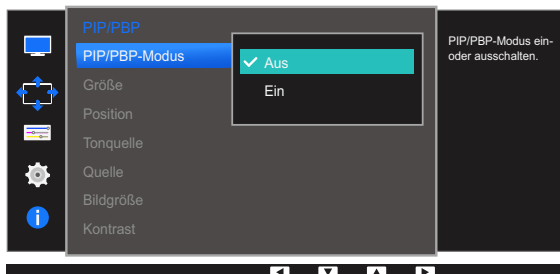 PIP/PBP
PIP/PBP-Modus
Aus
Ein
Größe
Position
Tonquelle
Quelle
Bildgröße
Kontrast
PIP/PBP-Modus ein-
oder ausschalten.